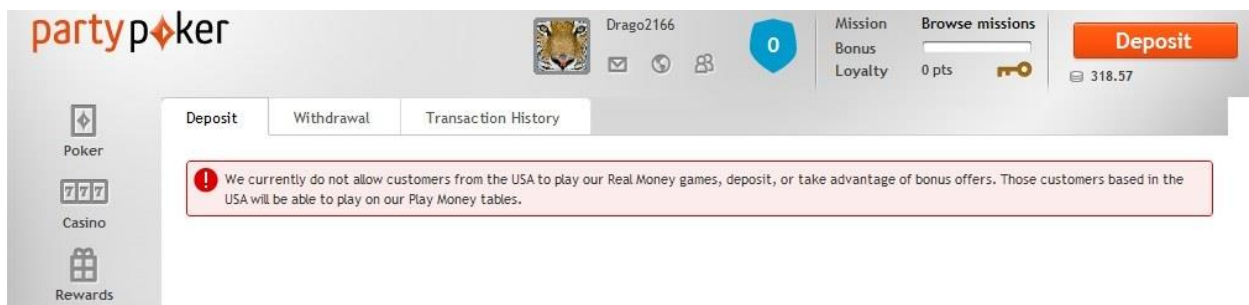 partypoker
Drago2166
0
Mission Browse missions
Bonus
Loyalty 0 pts
Deposit
318.57
Deposit Withdrawal Transaction History
Poker
We currently do not allow customers from the USA to play our Real Money games, deposit, or take advantage of bonus offers. Those customers based in the
USA will be able to play on our Play Money tables.
777
Casino
Rewards